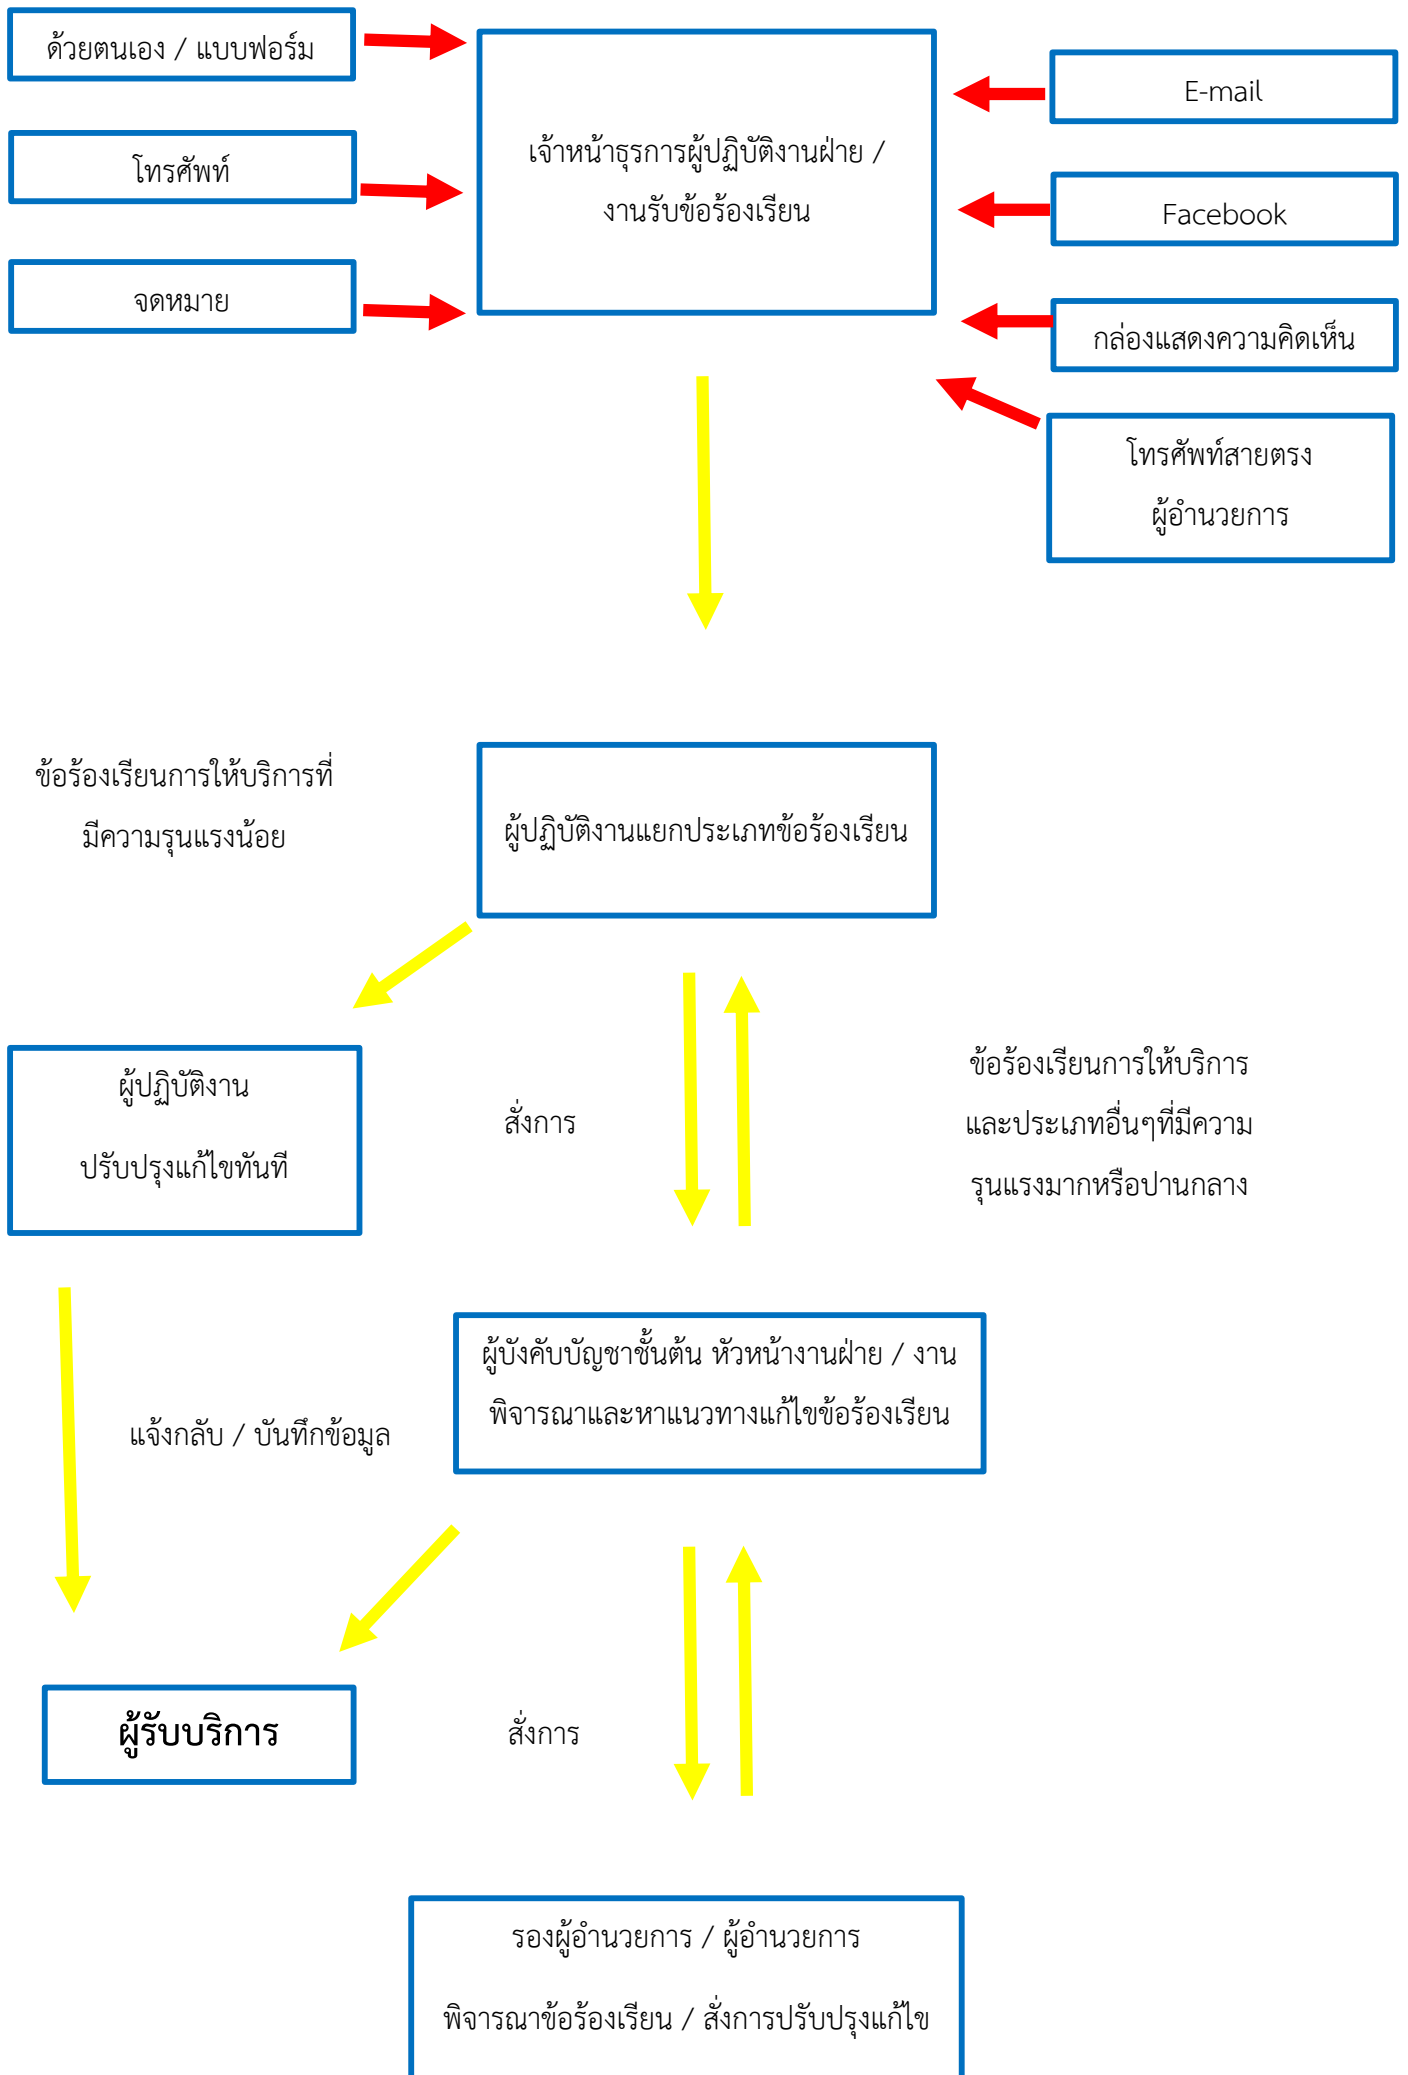 ด้วยตนเอง / แบบฟอร์ม
โทรศัพท์
จดหมาย
เจ้าหน้าธุรการผู้ปฏิบัติงานฝ่าย /
งานรับข้อร้องเรียน
E-mail
Facebook
กล่องแสดงความคิดเห็น
โทรศัพท์สายตรง
ผู้อำนวยการ
ข้อร้องเรียนการให้บริการที่
มีความรุนแรงน้อย
ผู้ปฏิบัติงานแยกประเภทข้อร้องเรียน
ผู้ปฏิบัติงาน
ปรับปรุงแก้ไขทันที
สั่งการ
ข้อร้องเรียนการให้บริการ
และประเภทอื่นๆที่มีความ
รุนแรงมากหรือปานกลาง
ผู้บังคับบัญชาชั้นต้น หัวหน้างานฝ่าย / งาน
พิจารณาและหาแนวทางแก้ไขข้อร้องเรียน
แจ้งกลับ / บันทึกข้อมูล
ผู้รับบริการ
สั่งการ
รองผู้อำนวยการ / ผู้อำนวยการ
พิจารณาข้อร้องเรียน / สั่งการปรับปรุงแก้ไข